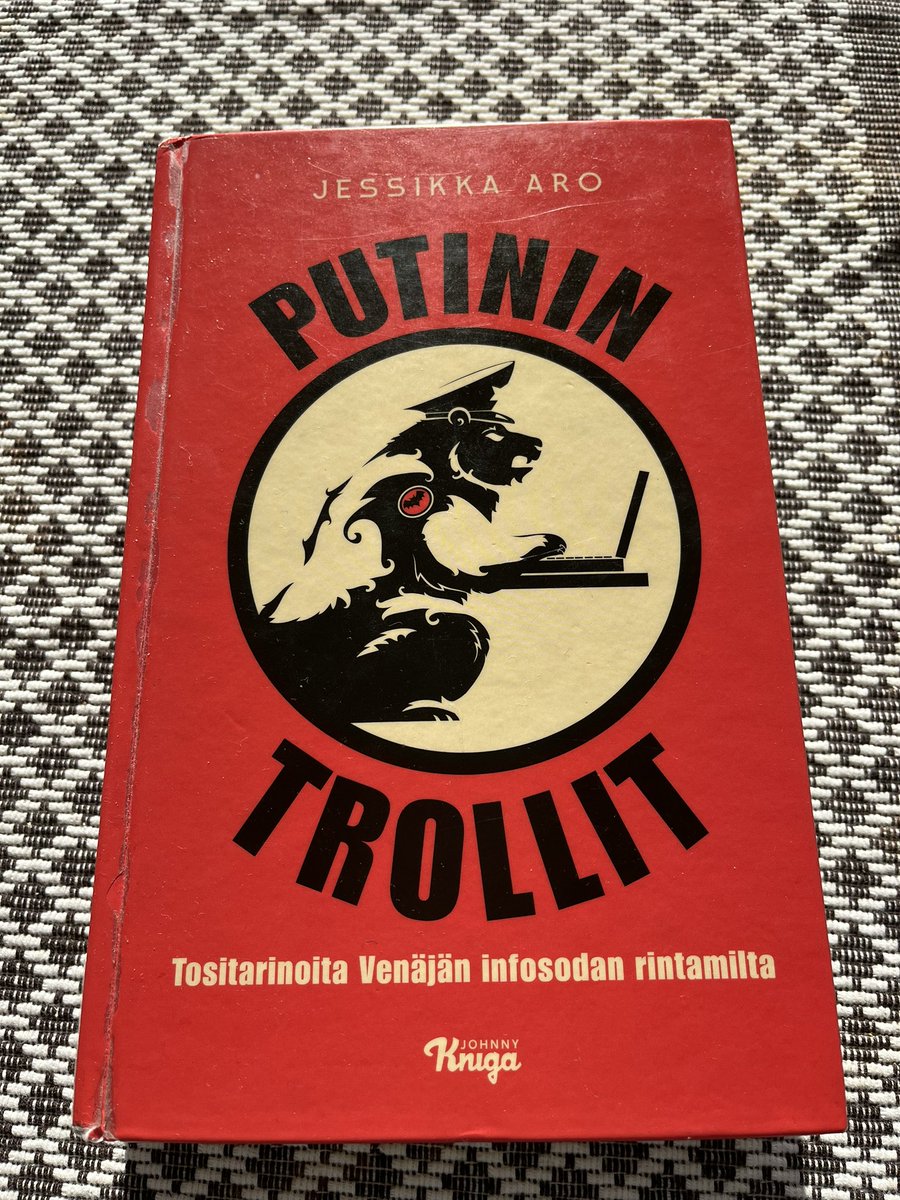 JESSIKKA ARO
PUTININ
TROLLIT
Tositarinoita Venäjän infosodan rintamilta
JOHNNY
Kniga